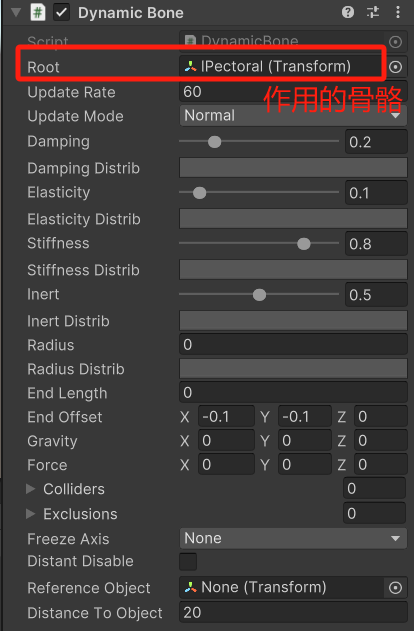 Dynamic Bone
Script DynamicBone
Root lPectoral (Transform)
Update Rate 60
作用的骨骼
Update Mode Normal
Damping 0.2
Damping Distrib
Elasticity 0.1
Elasticity Distrib
Stiffness 0.8
Stiffness Distrib
Inert 0.5
Inert Distrib
Radius 0
Radius Distrib
End Length 0
End Offset X -0.1 Y -0.1 Z 0
Gravity X 0 Y 0 Z 0
Force X 0 Y 0 Z 0
Colliders 0
Exclusions 0
Freeze Axis None
Distant Disable
Reference Object None (Transform)
Distance To Object 20